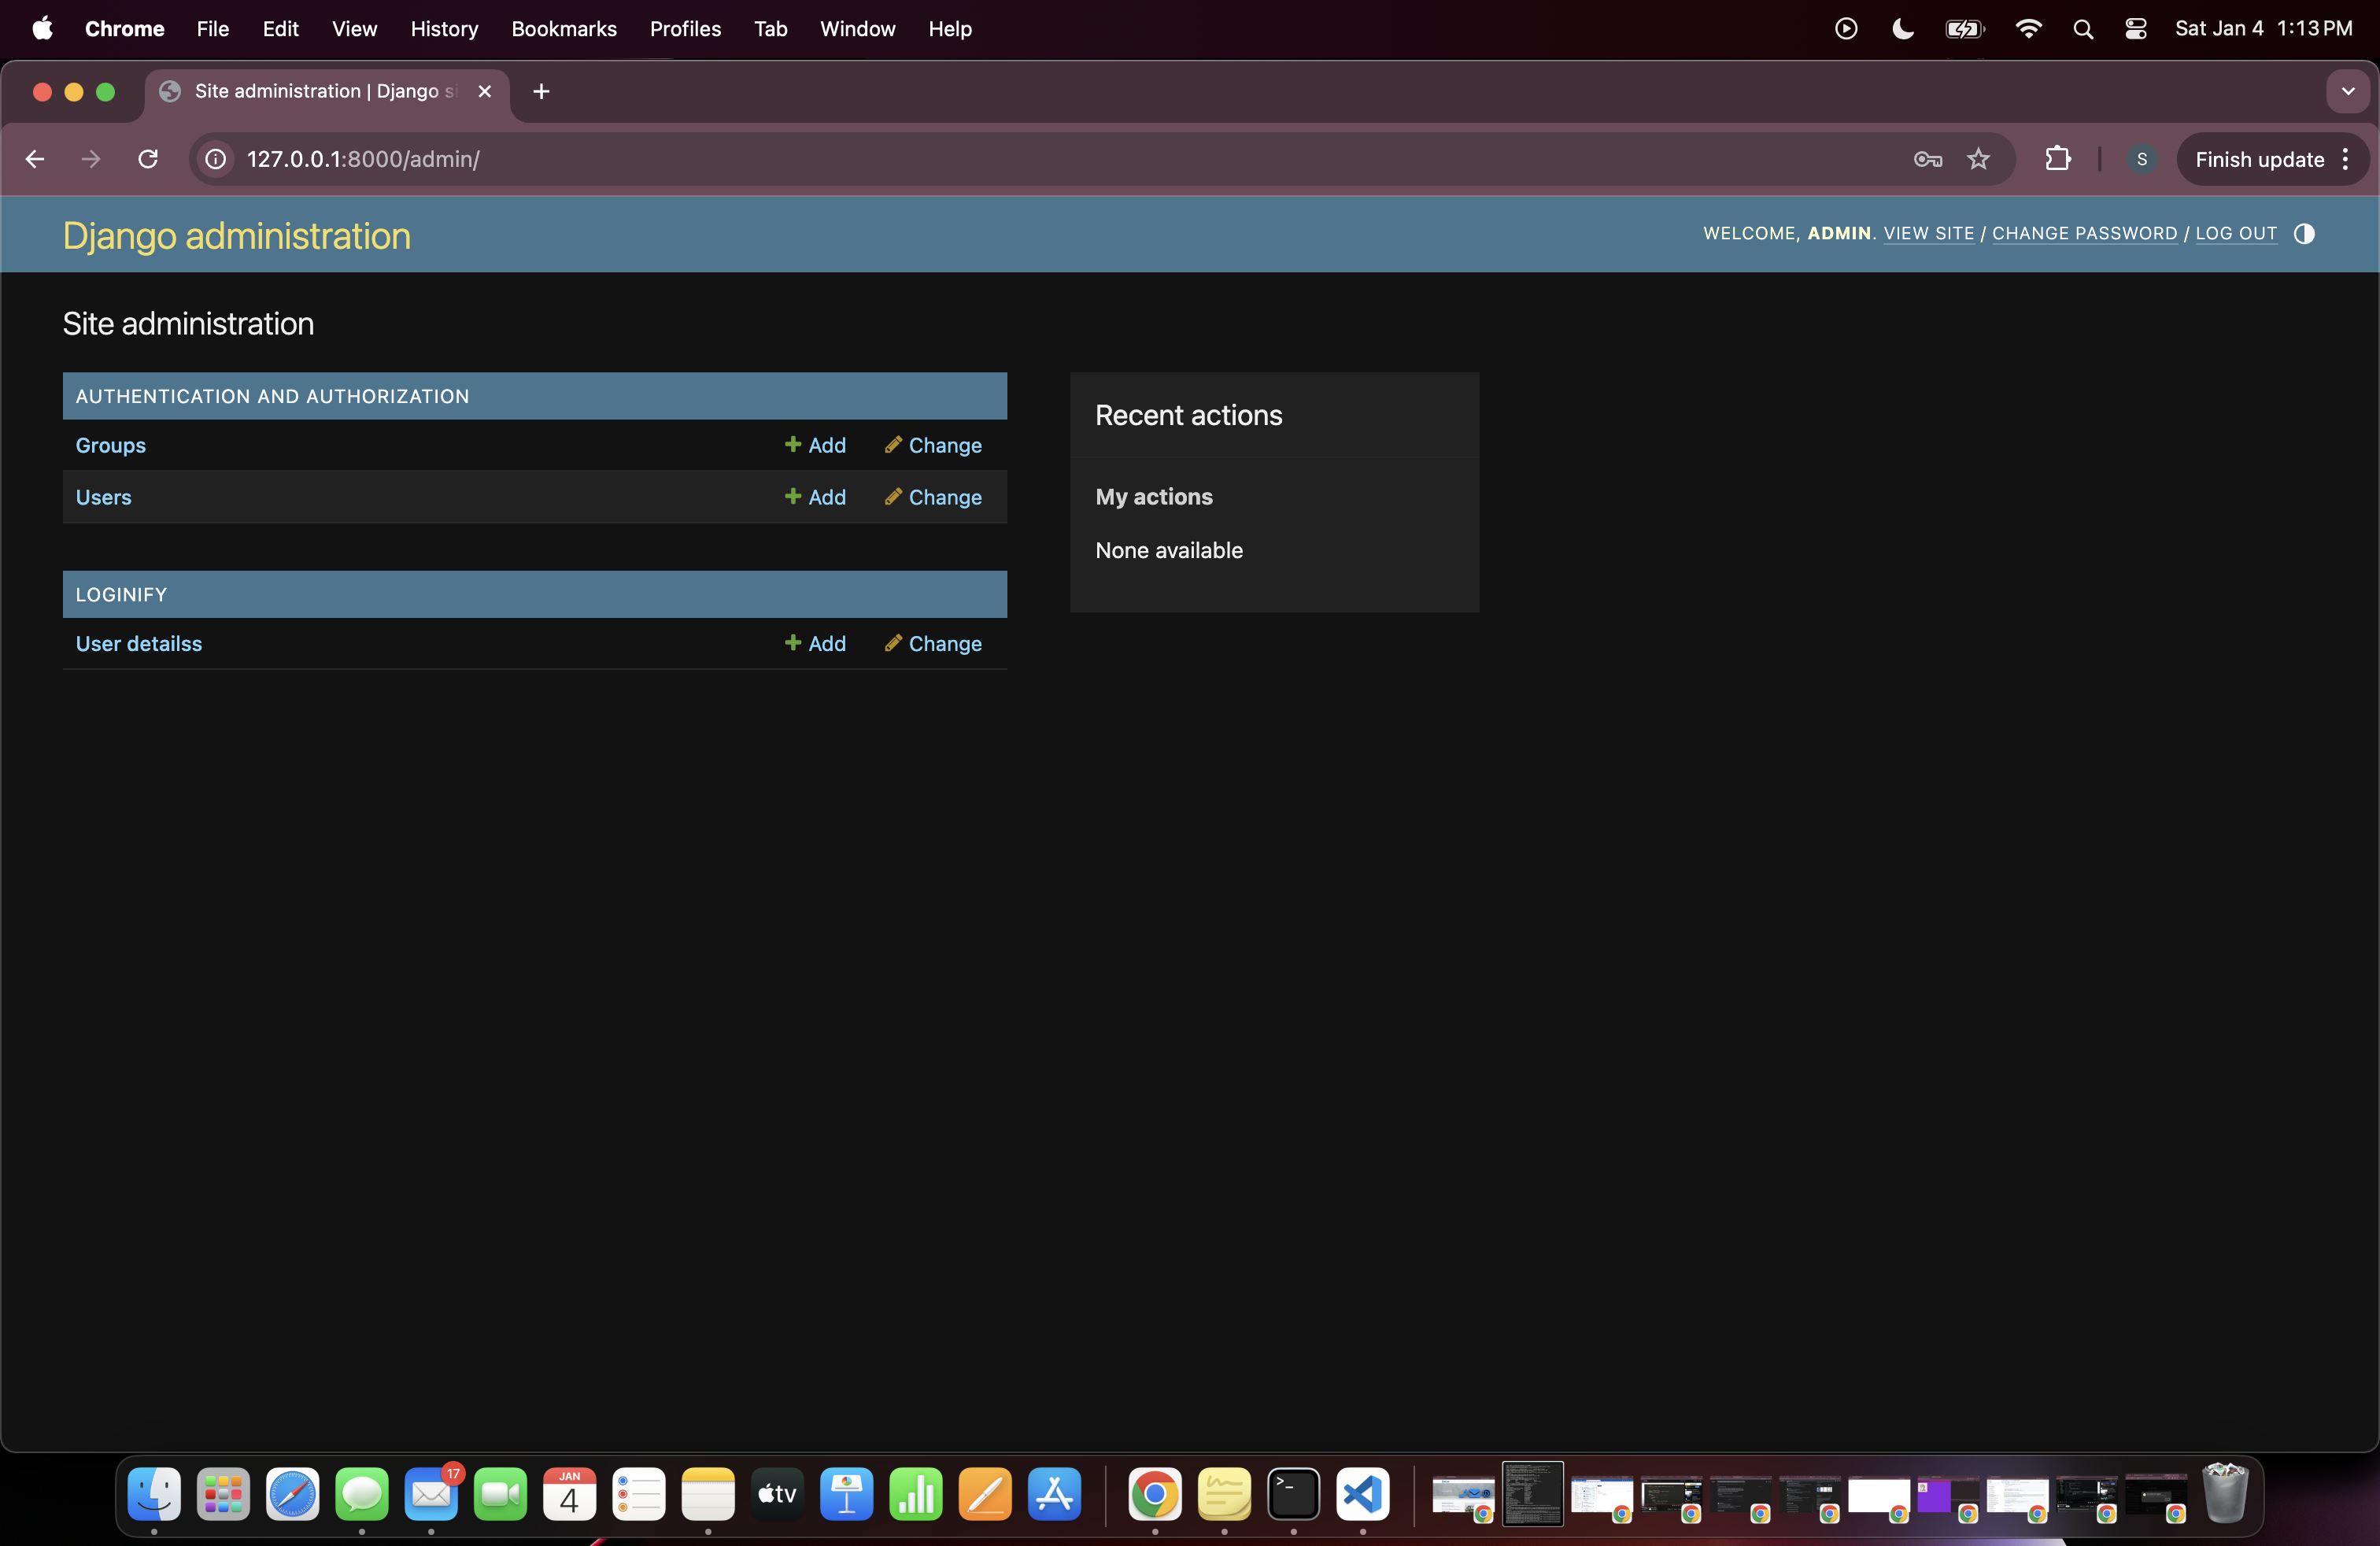 Chrome File Edit View History Bookmarks Profiles Tab Window Help Sat Jan 4 1:13 PM
Site administration | Django s
127.0.0.1:8000/admin/ S Finish update
Django administration
WELCOME, ADMIN. VIEW SITE / CHANGE PASSWORD / LOG OUT
Site administration
AUTHENTICATION AND AUTHORIZATION
Groups Add Change
Users Add Change
LOGINIFY
User detailss Add Change
Recent actions
My actions
None available
17
JAN
4
tv
>_